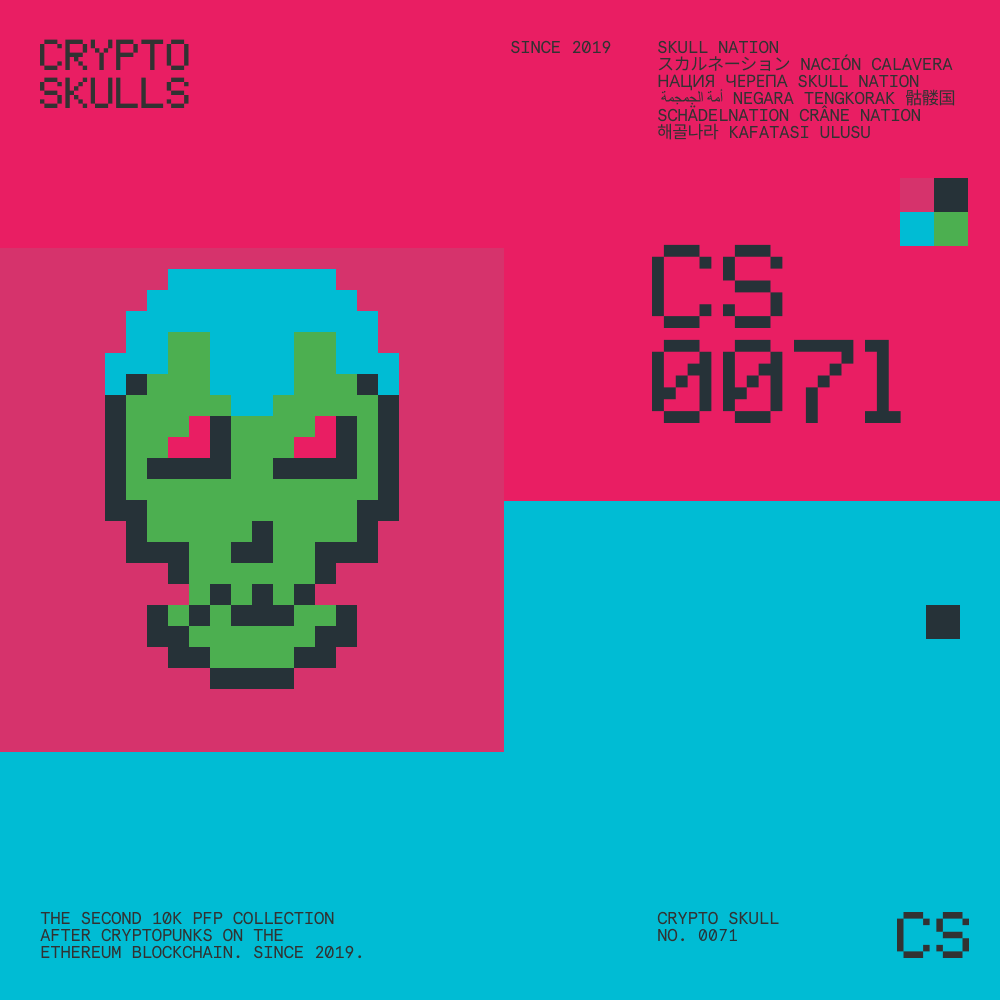 CRYPTO
SKULLS
SINCE 2019
SKULL NATION
スカルネーション NACIÓN CALAVERA
НАЦИЯ ЧЕРЕПА SKULL NATION
أمة الجمجمة NEGARA TENGKORAK 骷髅国
SCHÄDELNATION CRÂNE NATION
해골나라 KAFATASI ULUSU
CS
0071
THE SECOND 10K PFP COLLECTION
AFTER CRYPTOPUNKS ON THE
ETHEREUM BLOCKCHAIN. SINCE 2019.
CRYPTO SKULL
NO. 0071
CS